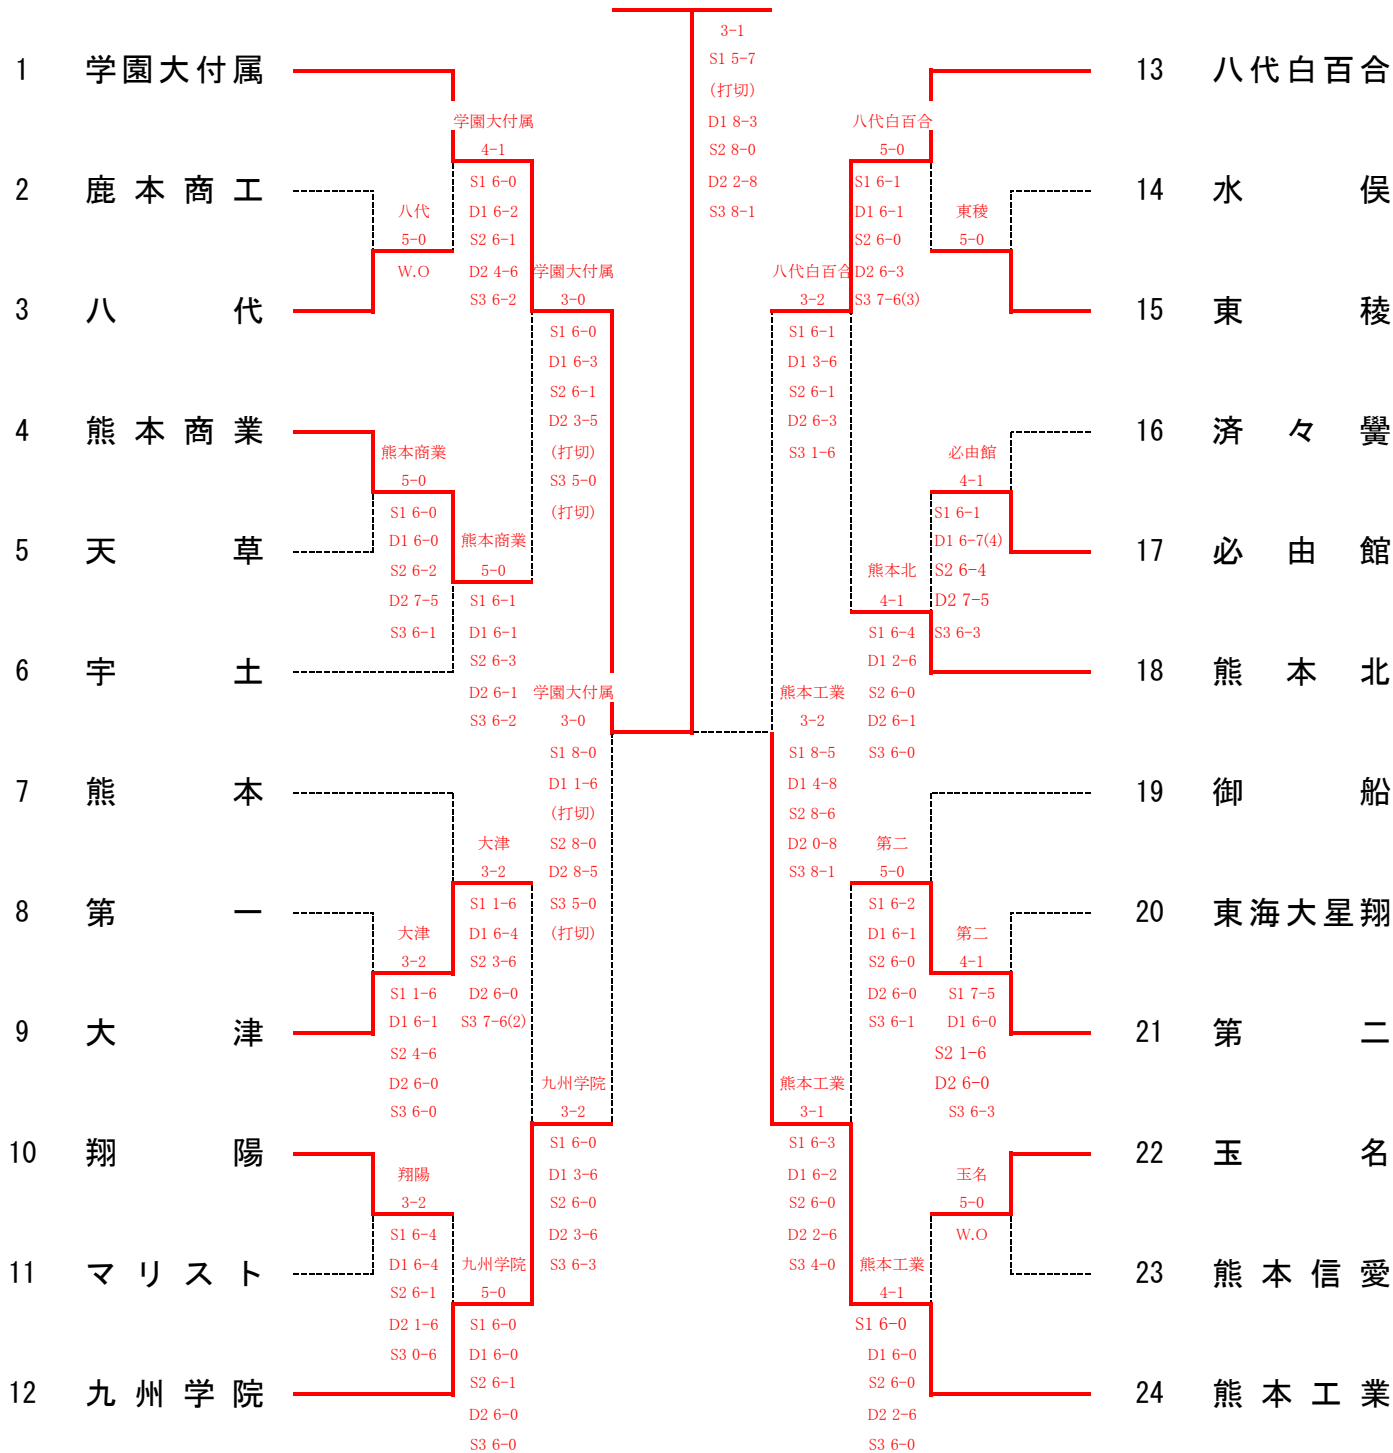 3-1
S1 5-7
(打切)
D1 8-3
S2 8-0
D2 2-8
S3 8-1
1 学園大付属
2 鹿本商工
3 八代
4 熊本商業
5 天草
6 宇土
7 熊本
8 第一
9 大津
10 翔陽
11 マリスト
12 九州学院
八代
5-0
W.O
熊本商業
5-0
S1 6-0
D1 6-0
S2 6-2
D2 7-5
S3 6-1
大津
3-2
S1 1-6
D1 6-1
S2 4-6
D2 6-0
S3 6-0
翔陽
3-2
S1 6-4
D1 6-4
S2 6-1
D2 1-6
S3 0-6
学園大付属
4-1
S1 6-0
D1 6-2
S2 6-1
D2 4-6
S3 6-2
熊本商業
5-0
S1 6-1
D1 6-1
S2 6-3
D2 6-1
S3 6-2
大津
3-2
S1 1-6
D1 6-4
S2 3-6
D2 6-0
S3 7-6(2)
九州学院
5-0
S1 6-0
D1 6-0
S2 6-1
D2 6-0
S3 6-0
学園大付属
3-0
S1 6-0
D1 6-3
S2 6-1
D2 3-5
(打切)
S3 5-0
(打切)
学園大付属
3-0
S1 8-0
D1 1-6
(打切)
S2 8-0
D2 8-5
S3 5-0
(打切)
九州学院
3-2
S1 6-0
D1 3-6
S2 6-0
D2 3-6
S3 6-3
八代白百合
3-2
S1 6-1
D1 3-6
S2 6-1
D2 6-3
S3 1-6
熊本工業
3-2
S1 8-5
D1 4-8
S2 8-6
D2 0-8
S3 8-1
熊本工業
3-1
S1 6-3
D1 6-2
S2 6-0
D2 2-6
S3 4-0
八代白百合
5-0
S1 6-1
D1 6-1
S2 6-0
D2 6-3
S3 7-6(3)
熊本北
4-1
S1 6-4
D1 2-6
S2 6-0
D2 6-1
S3 6-0
第二
5-0
S1 6-2
D1 6-1
S2 6-0
D2 6-0
S3 6-1
熊本工業
4-1
S1 6-0
D1 6-0
S2 6-0
D2 2-6
S3 6-0
東稜
5-0
必由館
4-1
S1 6-1
D1 6-7(4)
S2 6-4
D2 7-5
S3 6-3
第二
4-1
S1 7-5
D1 6-0
S2 1-6
D2 6-0
S3 6-3
玉名
5-0
W.O
13 八代白百合
14 水俣
15 東稜
16 済々黌
17 必由館
18 熊本北
19 御船
20 東海大星翔
21 第二
22 玉名
23 熊本信愛
24 熊本工業